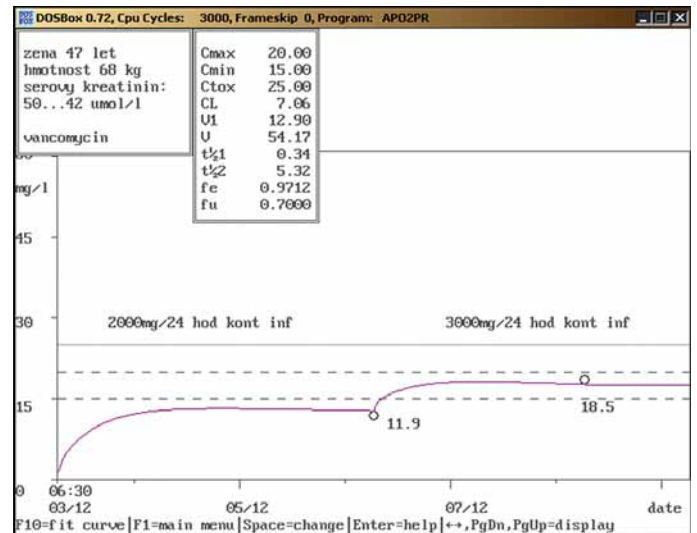 DOSBox 0.72, Cpu Cycles: 3000, Frameskip 0, Program: APO2PR
zena 47 let
hmotnost 68 kg
serovy kreatinin:
50...42 umol/l
vancomycin
Cmax 20.00
Cmin 15.00
Ctox 25.00
CL 7.06
V1 12.90
V 54.17
t½1 0.34
t½2 5.32
fe 0.9712
fu 0.7000
mg/l
45
30
15
0
2000mg/24 hod kont inf
3000mg/24 hod kont inf
11.9
18.5
06:30
03/12
05/12
07/12
date
F10=fit curve|F1=main menu|Space=change|Enter=help|↔,PgDn,PgUp=display